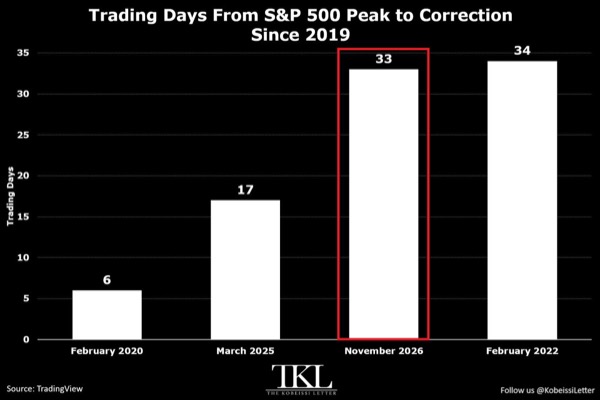 Trading Days From S&P 500 Peak to Correction
Since 2019
35
30
25
20
15
10
5
0
Trading Days
6
17
33
34
February 2020
March 2025
November 2026
February 2022
Source: TradingView
TKL
THE KOBEISSI LETTER
Follow us @KobeissiLetter